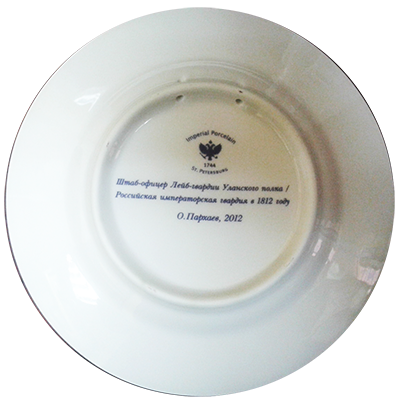 Imperial Porcelain
1744
St. Petersburg
Штаб-офицер Лейб-гвардии Уланского полка /
Российская императорская гвардия в 1812 году
О.Пархаев, 2012